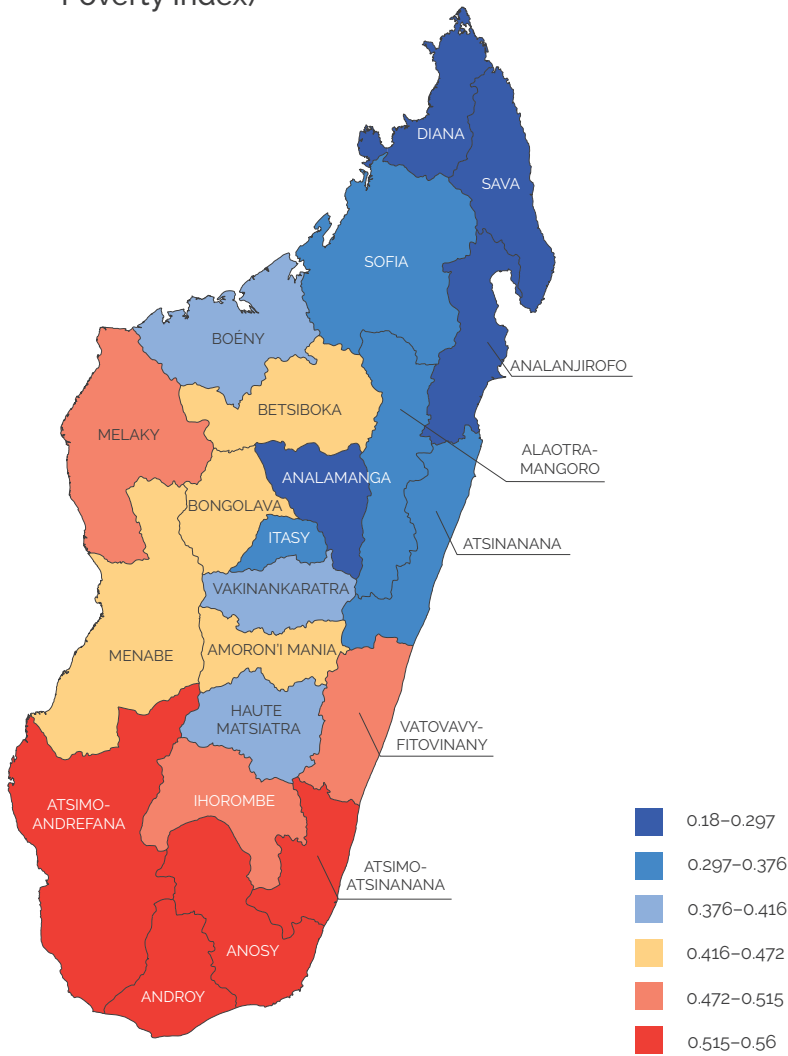 Poverty Index)
DIANA
SAVA
SOFIA
BOÉNY
ANALANJIROFO
BETSIBOKA
MELAKY
ALAOTRA-
MANGORO
ANALAMANGA
BONGOLAVA
ITASY
ATSINANANA
VAKINANKARATRA
AMORON'I MANIA
MENABE
HAUTE
MATSIATRA
VATOVAVY-
FITOVINANY
IHOROMBE
ATSIMO-
ANDREFANA
ATSIMO-
ATSINANANA
ANOSY
ANDROY
0.18–0.297
0.297–0.376
0.376–0.416
0.416–0.472
0.472–0.515
0.515–0.56